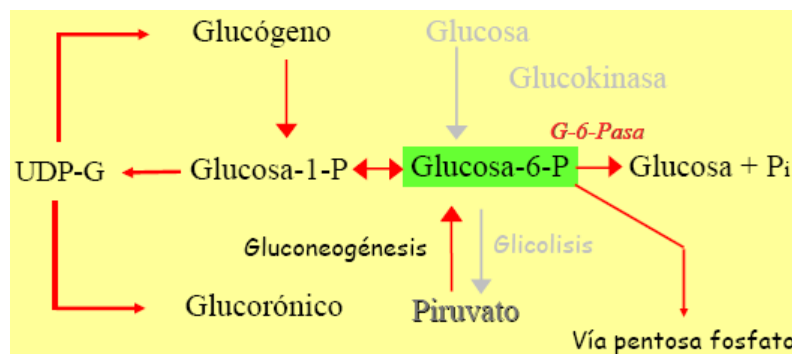 Glucógeno
Glucosa
Glucokinasa
G-6-Pasa
UDP-G
Glucosa-1-P
Glucosa-6-P
Glucosa + Pi
Gluconeogénesis
Glicolisis
Glucorónico
Piruvato
Vía pentosa fosfato